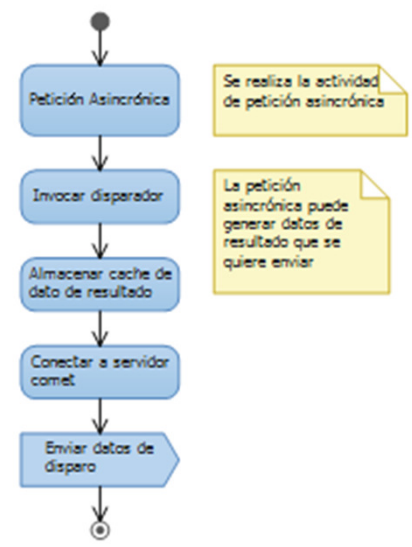 Petición Asincrónica
Se realiza la actividad
de petición asincrónica
Invocar disparador
La petición
asincrónica puede
generar datos de
resultado que se
quiere enviar
Almacenar cache de
dato de resultado
Conectar a servidor
comet
Enviar datos de
disparo